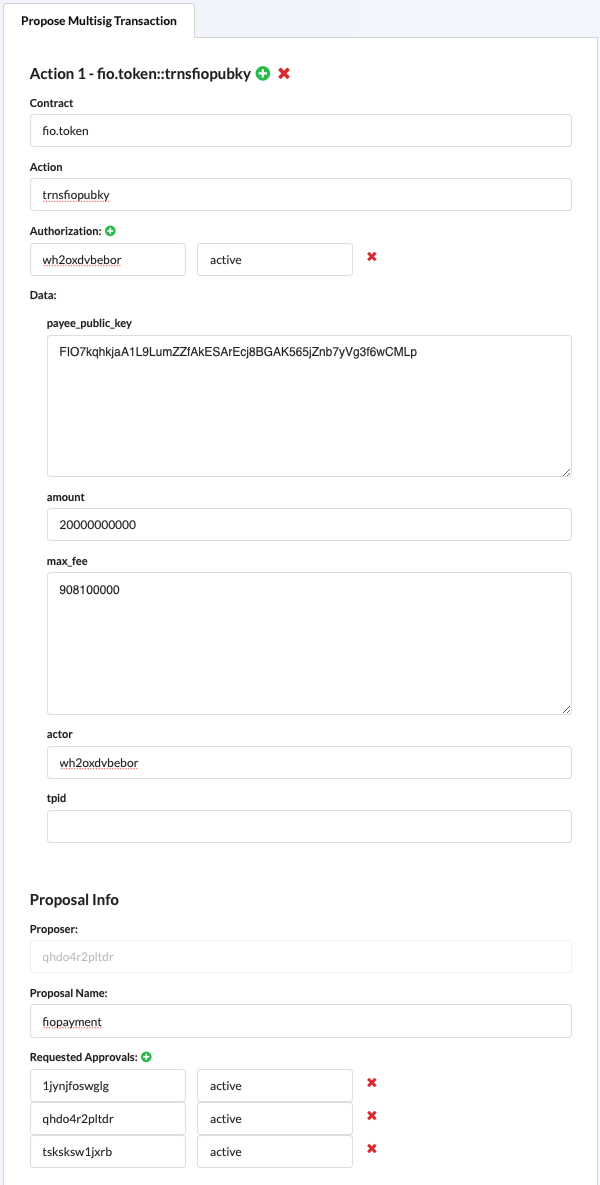 Propose Multisig Transaction
Action 1 - fio.token::trnsfiopubky
Contract
fio.token
Action
trnsfiopubky
Authorization:
wh2oxdvbebor active
Data:
payee_public_key
FIO7kqhkjaA1L9LumZZfAkESArEcj8BGAK565jZnb7yVg3f6wCMLp
amount
20000000000
max_fee
908100000
actor
wh2oxdvbebor
tpid
Proposal Info
Proposer:
qhdo4r2pltdr
Proposal Name:
fiopayment
Requested Approvals:
1jynjfoswglg active
qhdo4r2pltdr active
tsksksw1jxrb active